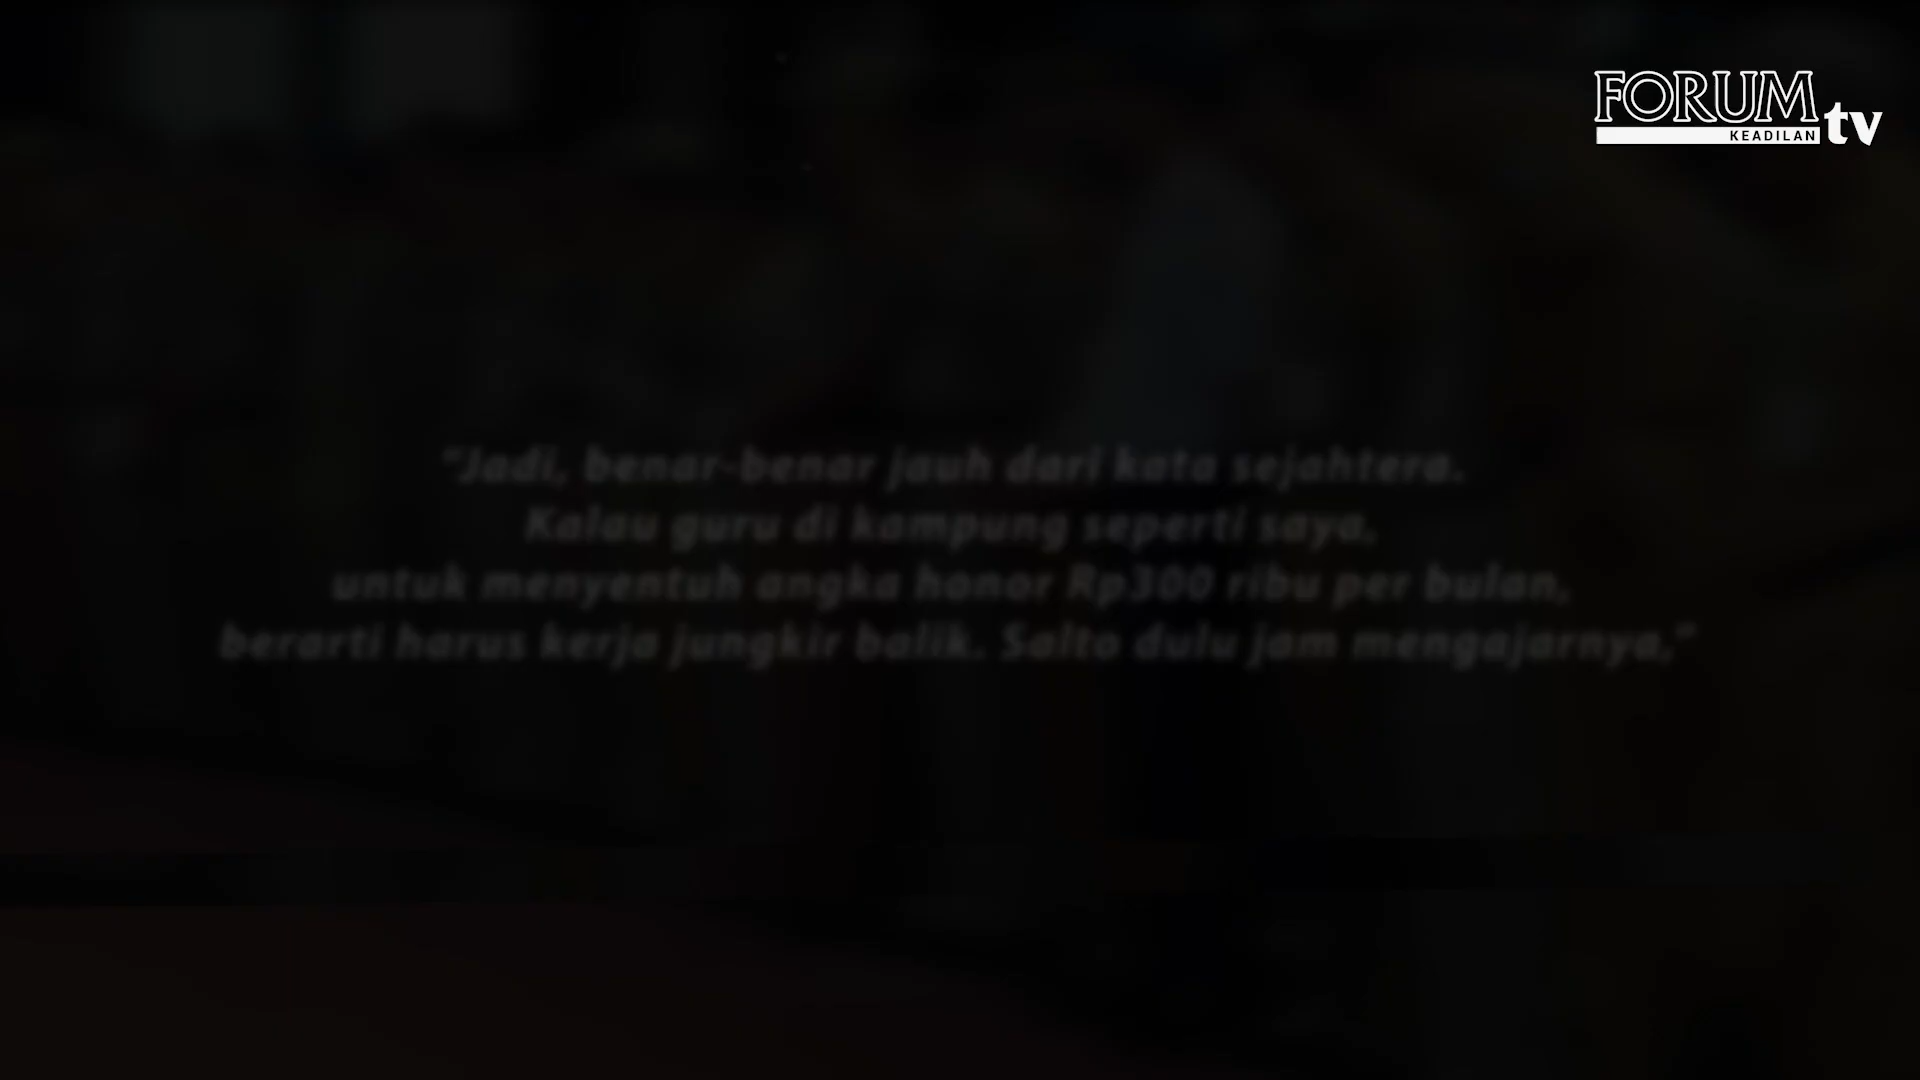 FORUM
KEADILAN
tv
"Jadi, benar-benar jauh dari kata sejahtera.
Kalau guru di kampung seperti saya,
untuk menyentuh angka honor Rp300 ribu per bulan,
berarti harus kerja jungkir balik. Salto dulu jam mengajarnya,"